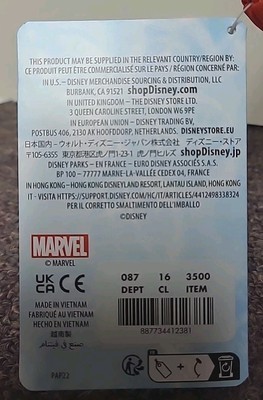 THIS PRODUCT MAY BE SUPPLIED IN THE RELEVANT COUNTRY/REGION BY:
CE PRODUIT PEUT ÊTRE COMMERCIALISÉ SUR LE PAYS / RÉGION CONCERNÉ PAR:
IN U.S.- DISNEY MERCHANDISE SOURCING & DISTRIBUTION, LLC
BURBANK, CA 91521 shopDisney.com
IN UNITED KINGDOM - THE DISNEY STORE LTD.
3 QUEEN CAROLINE STREET, LONDON W6 9PE
IN EUROPEAN UNION - DISNEY TRADING BV,
POSTBUS 406, 2130 AK HOOFDDORP, NETHERLANDS. DISNEYSTORE.EU
日本国内 - ウォルト・ディズニー・ジャパン株式会社 ディズニーストア
〒105-6355 東京都港区虎ノ門1-23-1 虎ノ門ヒルズ shopDisney.jp
DISNEY PARKS - EN FRANCE - EURO DISNEY ASSOCIÉS S.A.S.
BP 100 - 77777 MARNE-LA-VALLÉE CEDEX 04, FRANCE
IN HONG KONG - HONG KONG DISNEYLAND RESORT, LANTAU ISLAND, HONG KONG
IT - VISITA HTTPS://SUPPORT.DISNEY.COM/HC/IT/ARTICLES/4412498338324
PER IL CORRETTO SMALTIMENTO DELL'IMBALLO
©DISNEY
MARVEL
© MARVEL
UK CA CE
087 16 3500
DEPT CL ITEM
MADE IN VIETNAM
FABRIQUÉ AU VIETNAM
HECHO EN VIETNAM
越南製
صنع في فيتنام
887734412381
PAP22